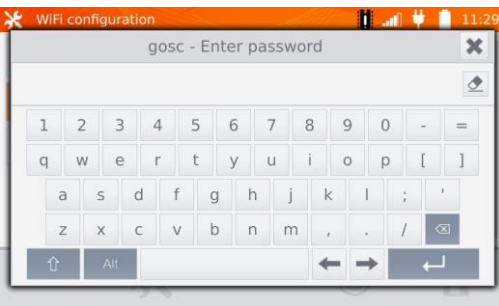 WiFi configuration 11:29
gosc - Enter password
1 2 3 4 5 6 7 8 9 0 - =
q w e r t y u i o p [ ]
a s d f g h j k l ; '
z x c v b n m , . /
Alt